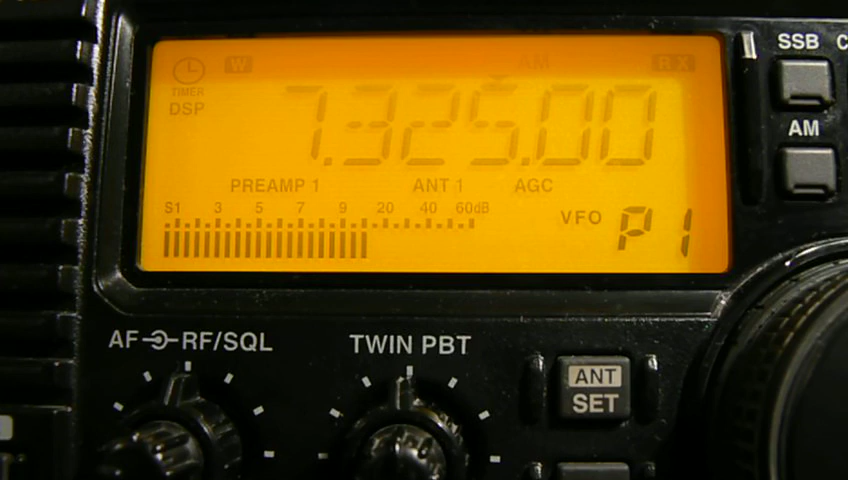 W AM RX
TIMER
DSP
7.325.00
PREAMP 1 ANT 1 AGC
S1 3 5 7 9 20 40 60dB
VFO P1
SSB C
AM
AF RF/SQL
TWIN PBT
ANT
SET